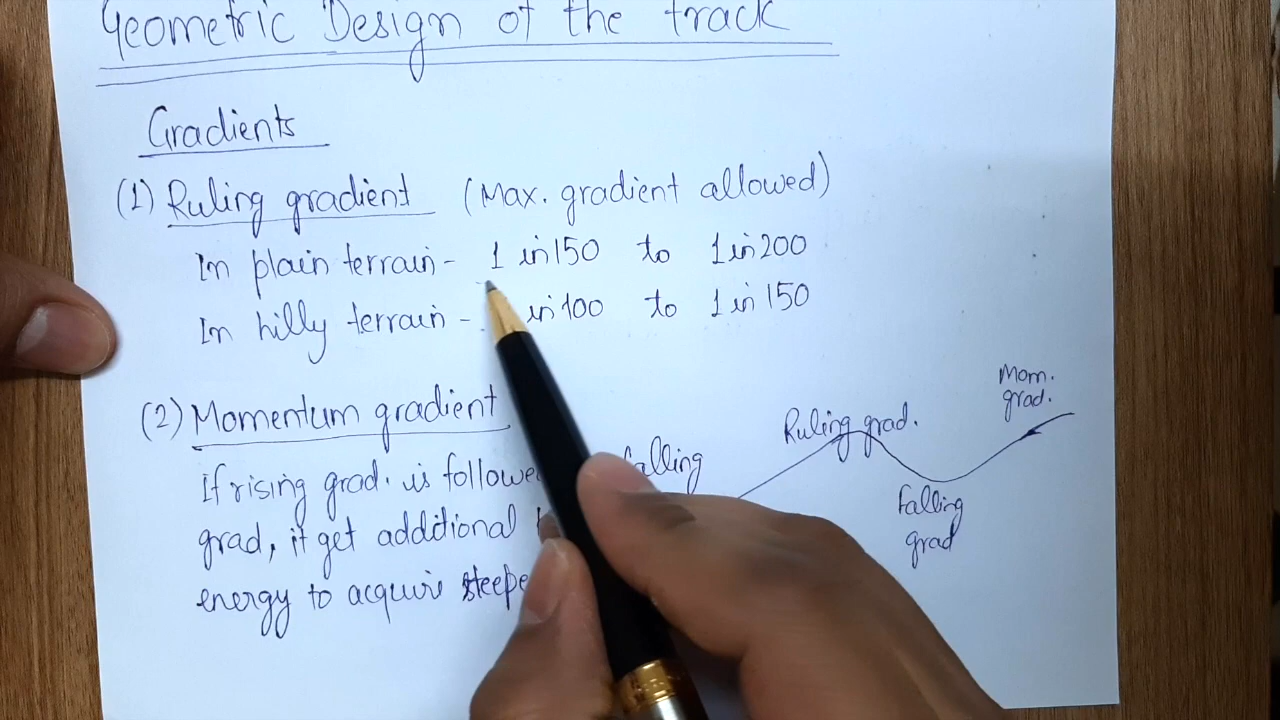 Geometric Design of the track
Gradients
(1) Ruling gradient (Max. gradient allowed)
In plain terrain - 1 in 150 to 1 in 200
In hilly terrain - in 100 to 1 in 150
(2) Momentum gradient
If rising grad. is followe falling
grad, it get additional
energy to acquire steepe
Ruling grad.
falling
grad
Mom.
grad.